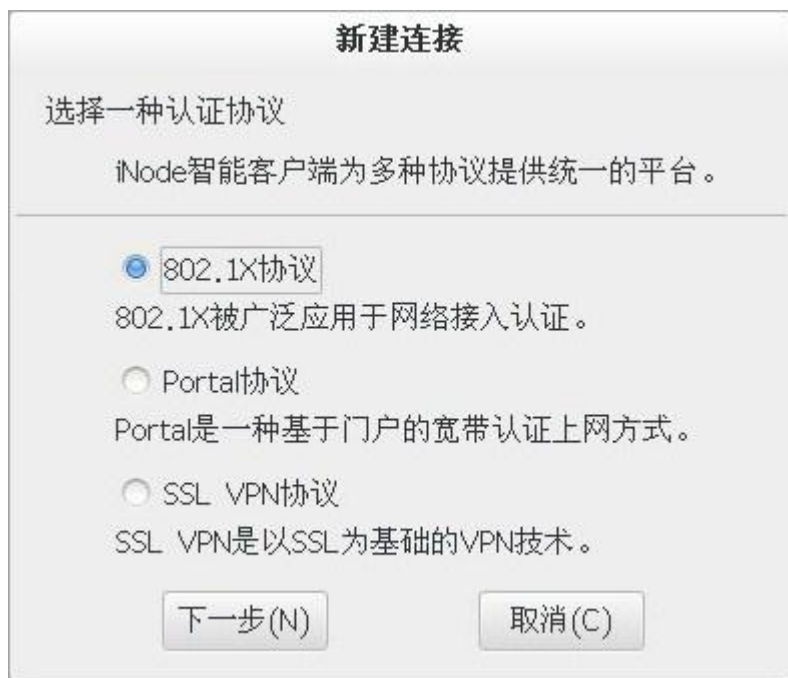 新建连接
选择一种认证协议
iNode智能客户端为多种协议提供统一的平台。
802.1X协议
802.1X被广泛应用于网络接入认证。
Portal协议
Portal是一种基于门户的宽带认证上网方式。
SSL VPN协议
SSL VPN是以SSL为基础的VPN技术。
下一步(N) 取消(C)